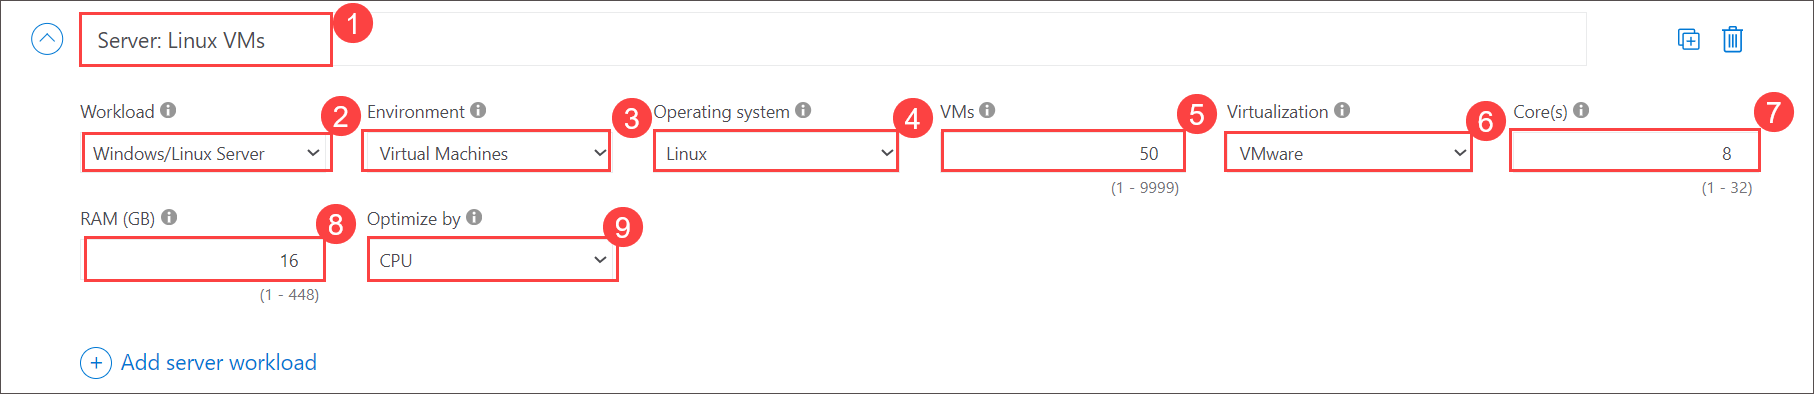 Server: Linux VMs 1
Workload 2 Environment 3 Operating system 4 VMs 5 Virtualization 6 Core(s) 7
Windows/Linux Server Virtual Machines Linux 50 VMware 8
(1 - 9999) (1 - 32)
RAM (GB) 8 Optimize by 9
16 CPU
(1 - 448)
Add server workload